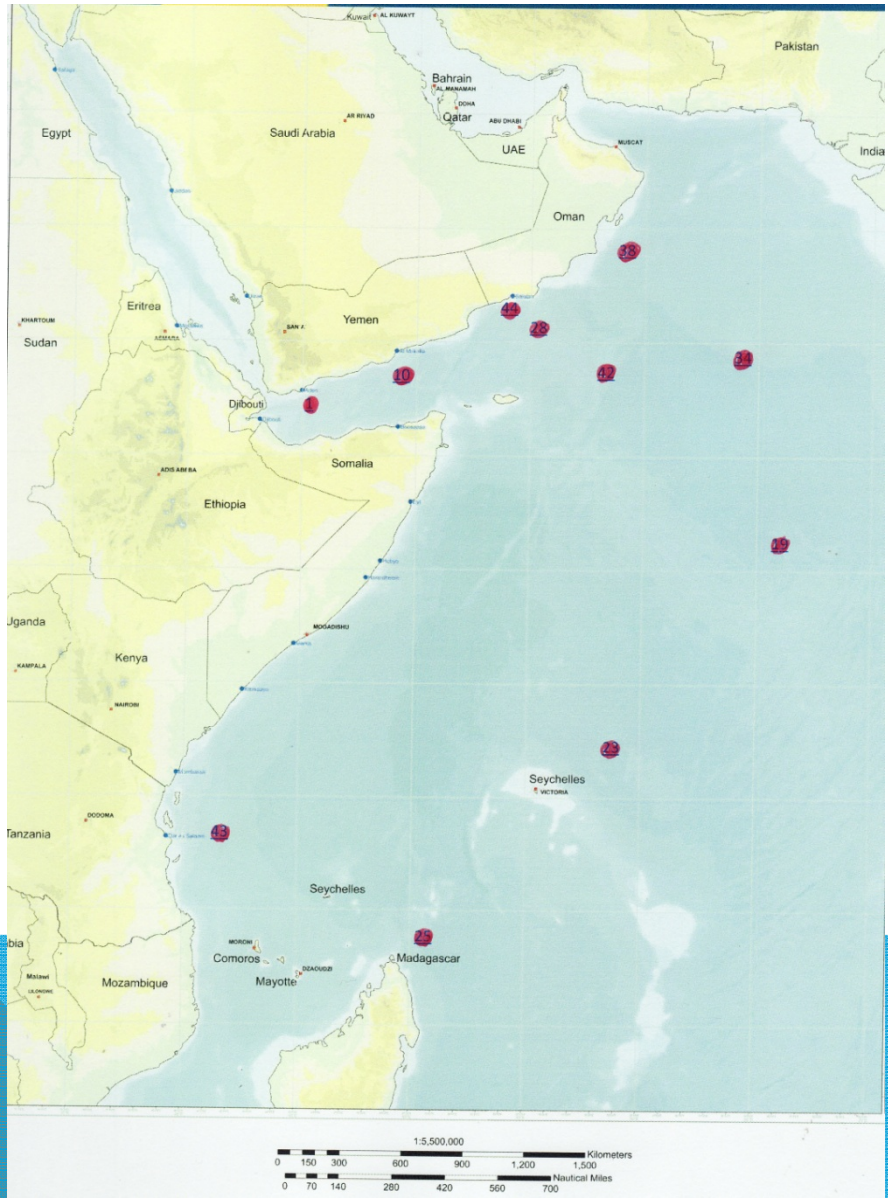 Kuwait
AL KUWAYT
Pakistan
Bahrain
AL MANAMAH
DOHA
Qatar
ABU DHABI
AR RIYAD
Egypt
Saudi Arabia
UAE
MUSCAT
India
Oman
38
Eritrea
44
KHARTOUM
Yemen
28
Sudan
ASMARA
34
10
42
Djibouti
1
Somalia
ADIS ABEBA
Ethiopia
Eyl
19
Uganda
MOGADISHU
Kenya
KAMPALA
NAIROBI
23
Seychelles
VICTORIA
DODOMA
Tanzania
43
Seychelles
25
bia
MORONI
Comoros
Madagascar
Malawi
DZAOUDZI
Mozambique
Mayotte
LILONGWE
1:5,500,000
Kilometers
0 150 300 600 900 1,200 1,500
Nautical Miles
0 70 140 280 420 560 700